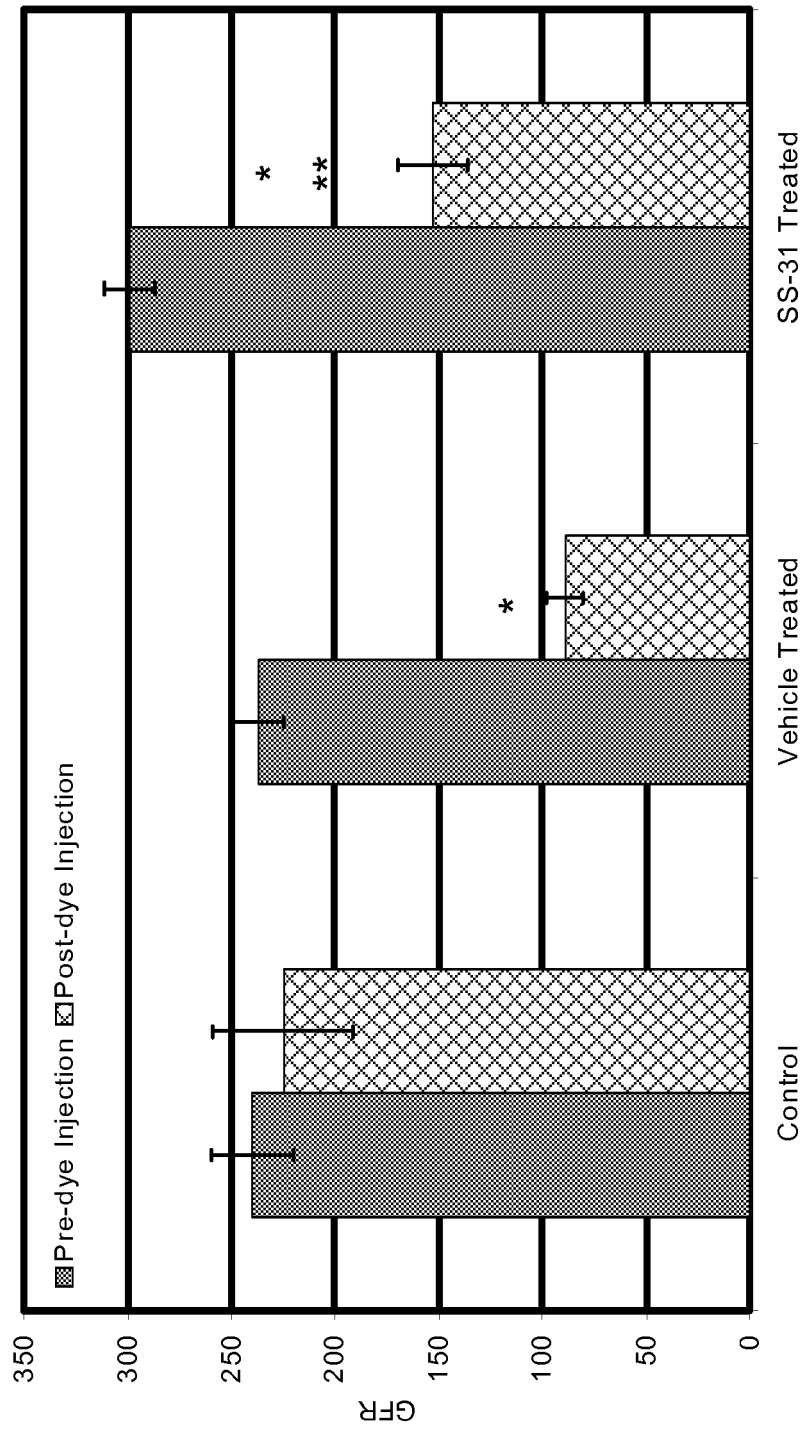 Pre-dye Injection Post-dye Injection
350
300
250
200
150
100
50
0
GFR
*
*
**
Control
Vehicle Treated
SS-31 Treated